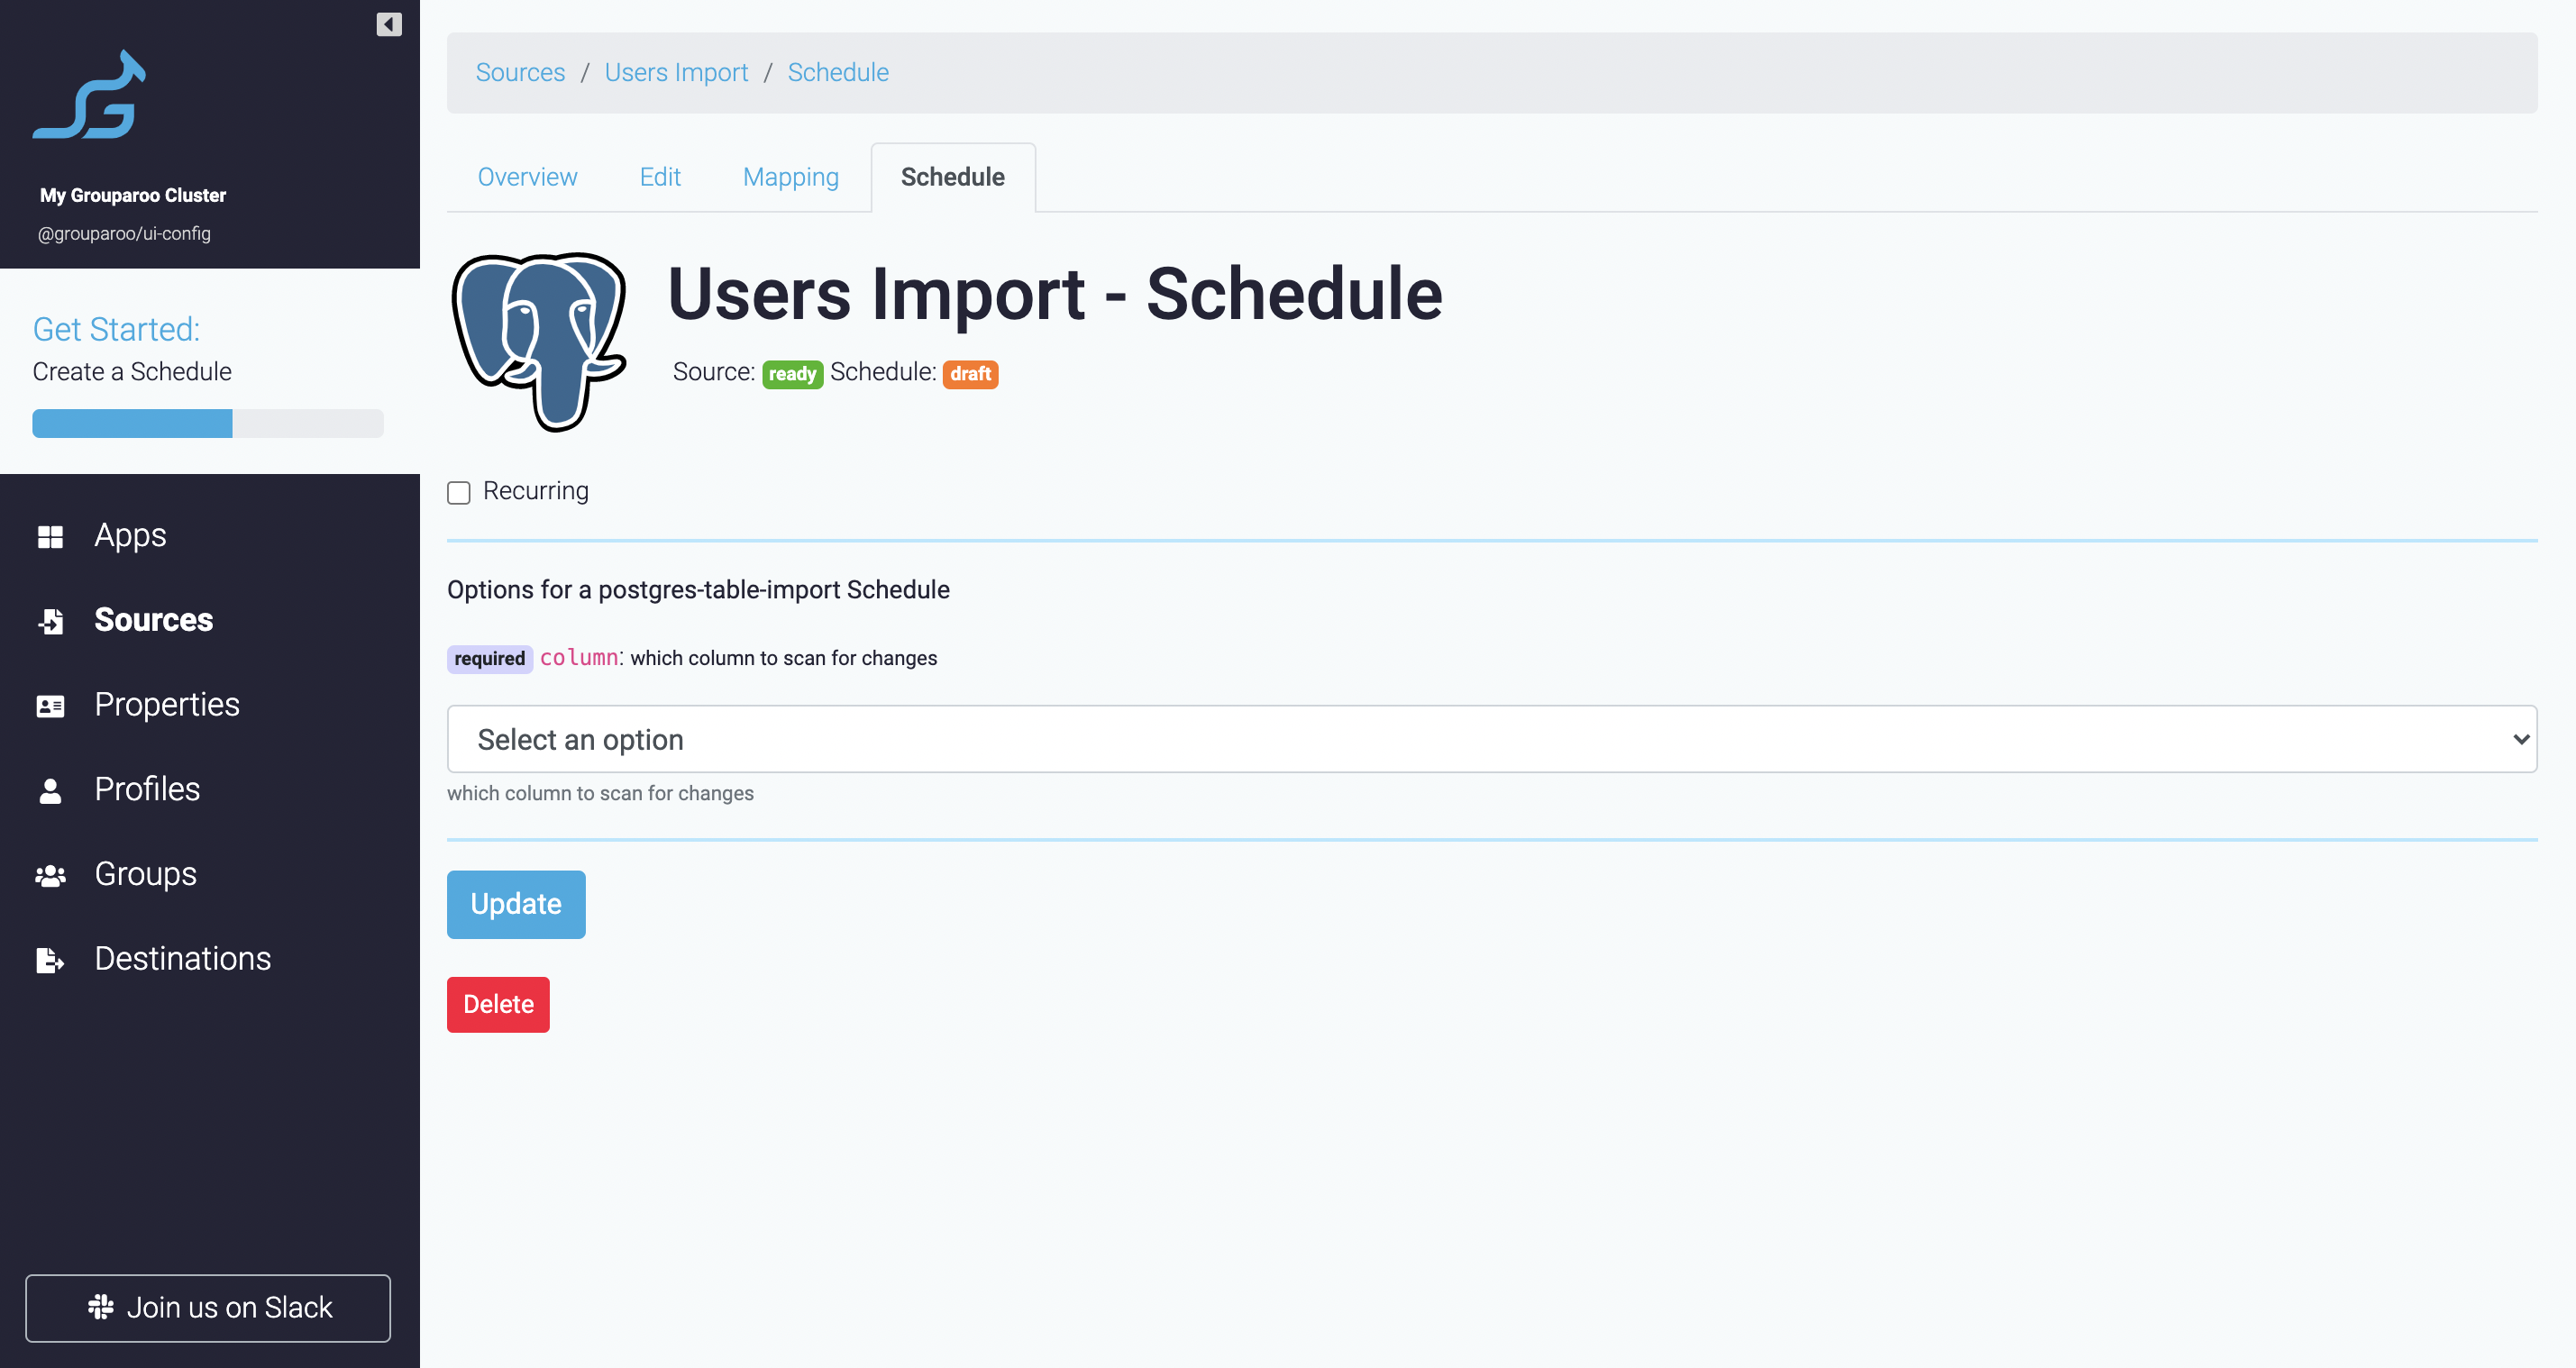 My Grouparoo Cluster
@grouparoo/ui-config
Get Started:
Create a Schedule
Apps
Sources
Properties
Profiles
Groups
Destinations
Join us on Slack
Sources / Users Import / Schedule
Overview Edit Mapping Schedule
Users Import - Schedule
Source: ready Schedule: draft
Recurring
Options for a postgres-table-import Schedule
required column: which column to scan for changes
Select an option
which column to scan for changes
Update
Delete